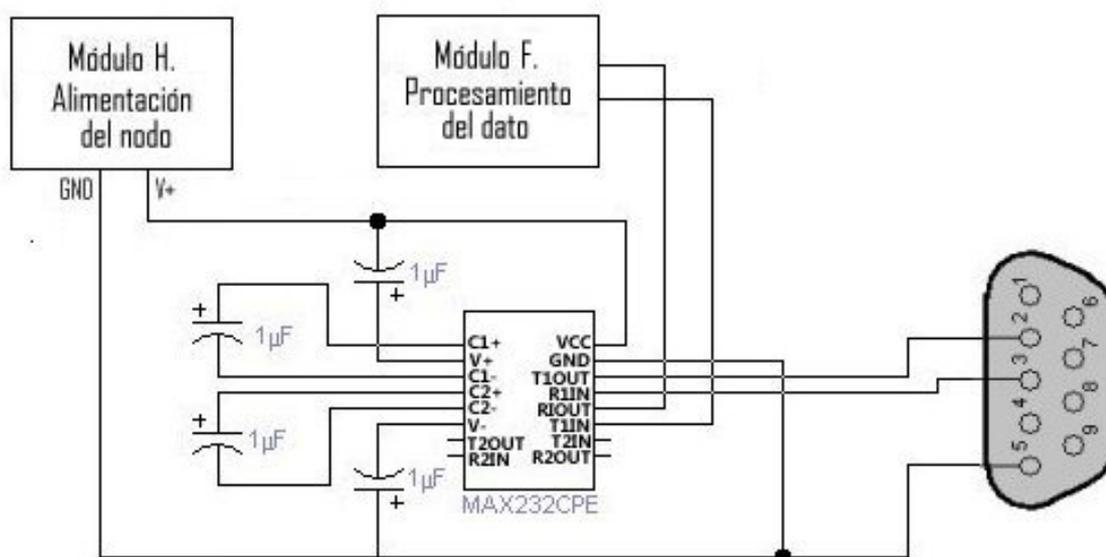 Módulo H.
Alimentación
del nodo
Módulo F.
Procesamiento
del dato
GND
V+
1µF
+
+
1µF
+
1µF
1µF
+
C1+
V+
C1-
C2+
C2-
V-
T2OUT
R2IN
VCC
GND
T1OUT
R1IN
RIOUT
T1IN
T2IN
R2OUT
MAX232CPE
1
2
3
4
5
6
7
8
9